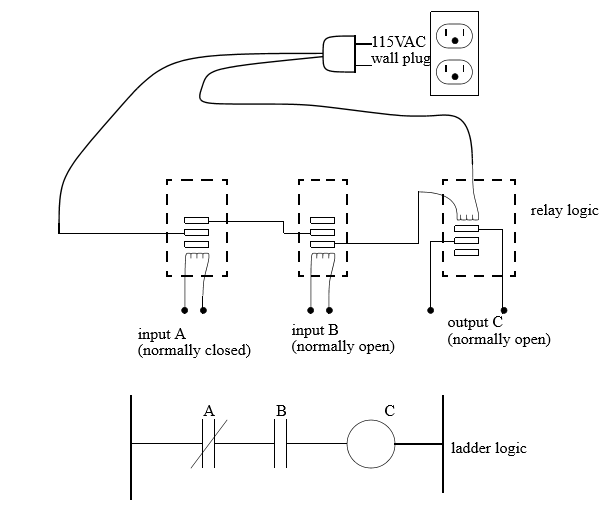 115VAC
wall plug
relay logic
input A
(normally closed)
input B
(normally open)
output C
(normally open)
A
B
C
ladder logic